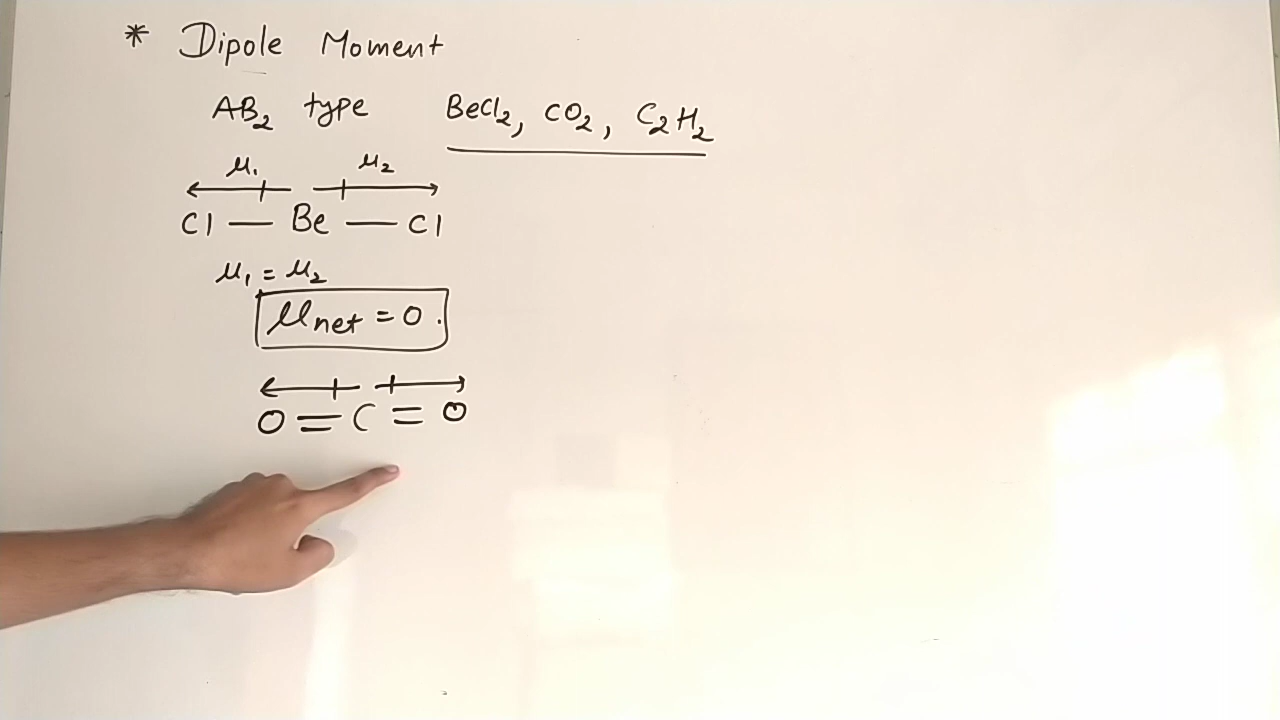 * Dipole Moment
AB₂ type BeCl₂, CO₂, C₂H₂
μ₁ μ₂
Cl — Be — Cl
μ₁ = μ₂
μnet = 0.
O = C = O